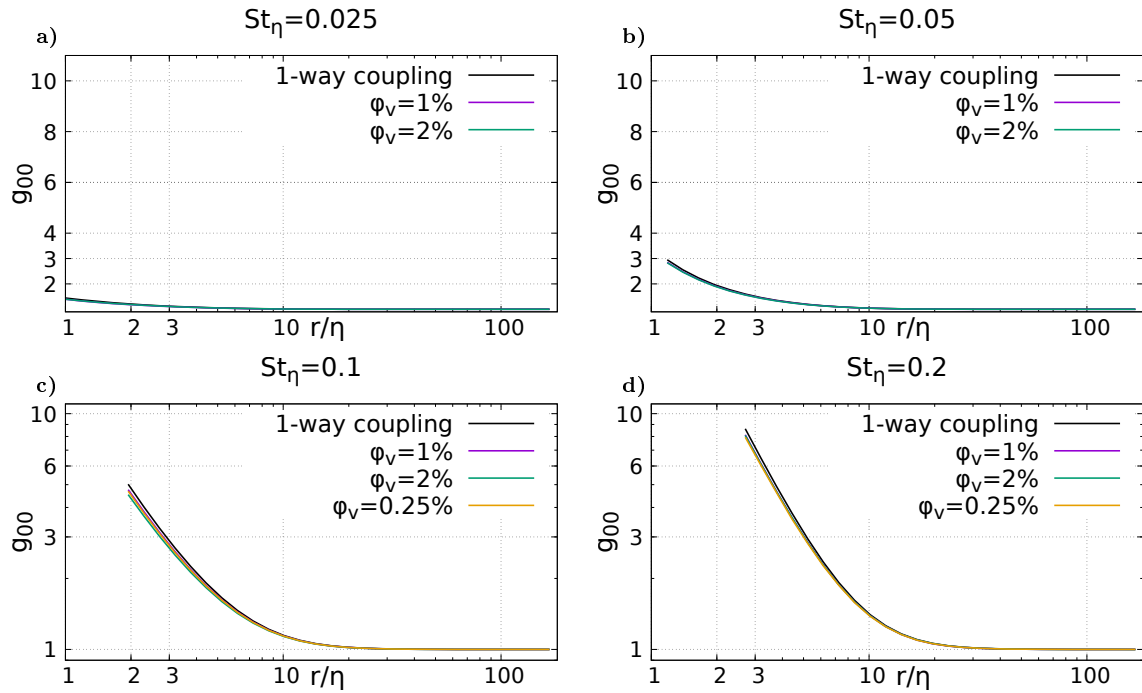 St_η=0.025
a)
10
8
6
4
3
2
g_00
1-way coupling
φ_v=1%
φ_v=2%
1 2 3 10 r/η 100
St_η=0.05
b)
10
8
6
4
3
2
g_00
1-way coupling
φ_v=1%
φ_v=2%
1 2 3 10 r/η 100
St_η=0.1
c)
10
6
3
1
g_00
1-way coupling
φ_v=1%
φ_v=2%
φ_v=0.25%
1 2 3 10 r/η 100
St_η=0.2
d)
10
6
3
1
g_00
1-way coupling
φ_v=1%
φ_v=2%
φ_v=0.25%
1 2 3 10 r/η 100